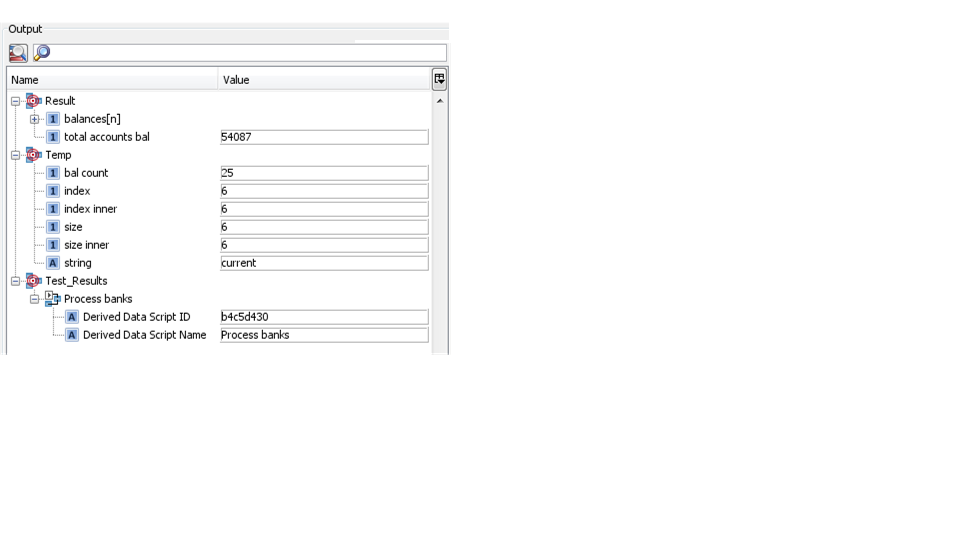 Output
Name Value
Result
balances[n]
total accounts bal 54087
Temp
bal count 25
index 6
index inner 6
size 6
size inner 6
string current
Test_Results
Process banks
Derived Data Script ID b4c5d430
Derived Data Script Name Process banks